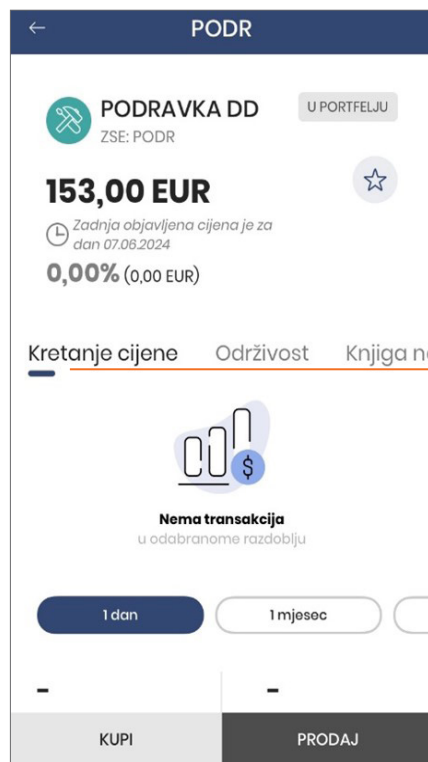 PODR
PODRAVKA DD
U PORTFELJU
ZSE: PODR
153,00 EUR
Zadnja objavljena cijena je za
dan 07.06.2024
0,00% (0,00 EUR)
Kretanje cijene Održivost Knjiga n
$
Nema transakcija
u odabranome razdoblju
1 dan 1 mjesec
- -
KUPI PRODAJ